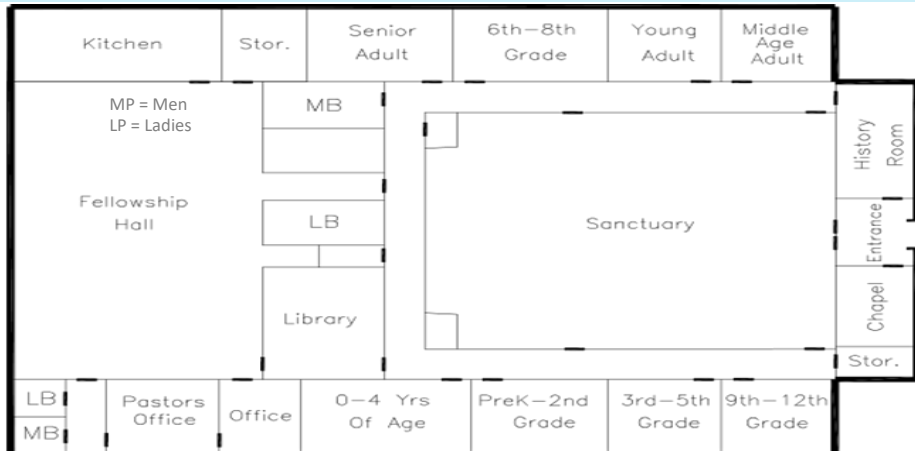 Kitchen
Stor.
Senior
Adult
6th-8th
Grade
Young
Adult
Middle
Age
Adult
MP = Men
LP = Ladies
MB
History
Room
Fellowship
Hall
LB
Sanctuary
Entrance
Library
Chapel
Stor.
LB
MB
Pastors
Office
Office
0-4 Yrs
Of Age
PreK-2nd
Grade
3rd-5th
Grade
9th-12th
Grade